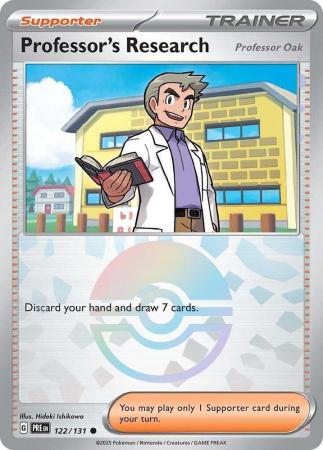 Supporter
TRAINER
Professor's Research
Professor Oak
Discard your hand and draw 7 cards.
Illus. Hideki Ishikawa
G PRE EN 122/131 ●
You may play only 1 Supporter card during
your turn.
©2025 Pokémon / Nintendo / Creatures / GAME FREAK